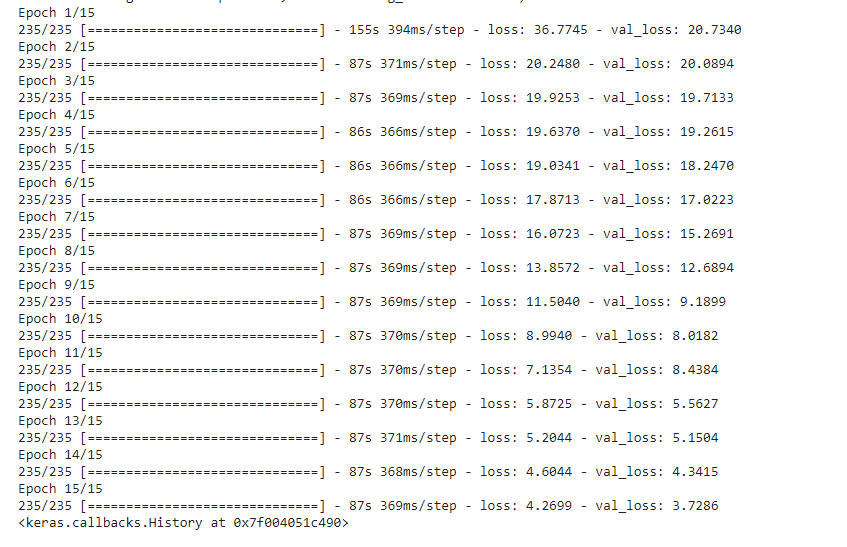 Epoch 1/15
235/235 [==============================] - 155s 394ms/step - loss: 36.7745 - val_loss: 20.7340
Epoch 2/15
235/235 [==============================] - 87s 371ms/step - loss: 20.2480 - val_loss: 20.0894
Epoch 3/15
235/235 [==============================] - 87s 369ms/step - loss: 19.9253 - val_loss: 19.7133
Epoch 4/15
235/235 [==============================] - 86s 366ms/step - loss: 19.6370 - val_loss: 19.2615
Epoch 5/15
235/235 [==============================] - 86s 366ms/step - loss: 19.0341 - val_loss: 18.2470
Epoch 6/15
235/235 [==============================] - 86s 366ms/step - loss: 17.8713 - val_loss: 17.0223
Epoch 7/15
235/235 [==============================] - 87s 369ms/step - loss: 16.0723 - val_loss: 15.2691
Epoch 8/15
235/235 [==============================] - 87s 369ms/step - loss: 13.8572 - val_loss: 12.6894
Epoch 9/15
235/235 [==============================] - 87s 369ms/step - loss: 11.5040 - val_loss: 9.1899
Epoch 10/15
235/235 [==============================] - 87s 370ms/step - loss: 8.9940 - val_loss: 8.0182
Epoch 11/15
235/235 [==============================] - 87s 370ms/step - loss: 7.1354 - val_loss: 8.4384
Epoch 12/15
235/235 [==============================] - 87s 370ms/step - loss: 5.8725 - val_loss: 5.5627
Epoch 13/15
235/235 [==============================] - 87s 371ms/step - loss: 5.2044 - val_loss: 5.1504
Epoch 14/15
235/235 [==============================] - 87s 368ms/step - loss: 4.6044 - val_loss: 4.3415
Epoch 15/15
235/235 [==============================] - 87s 369ms/step - loss: 4.2699 - val_loss: 3.7286
<keras.callbacks.History at 0x7f004051c490>